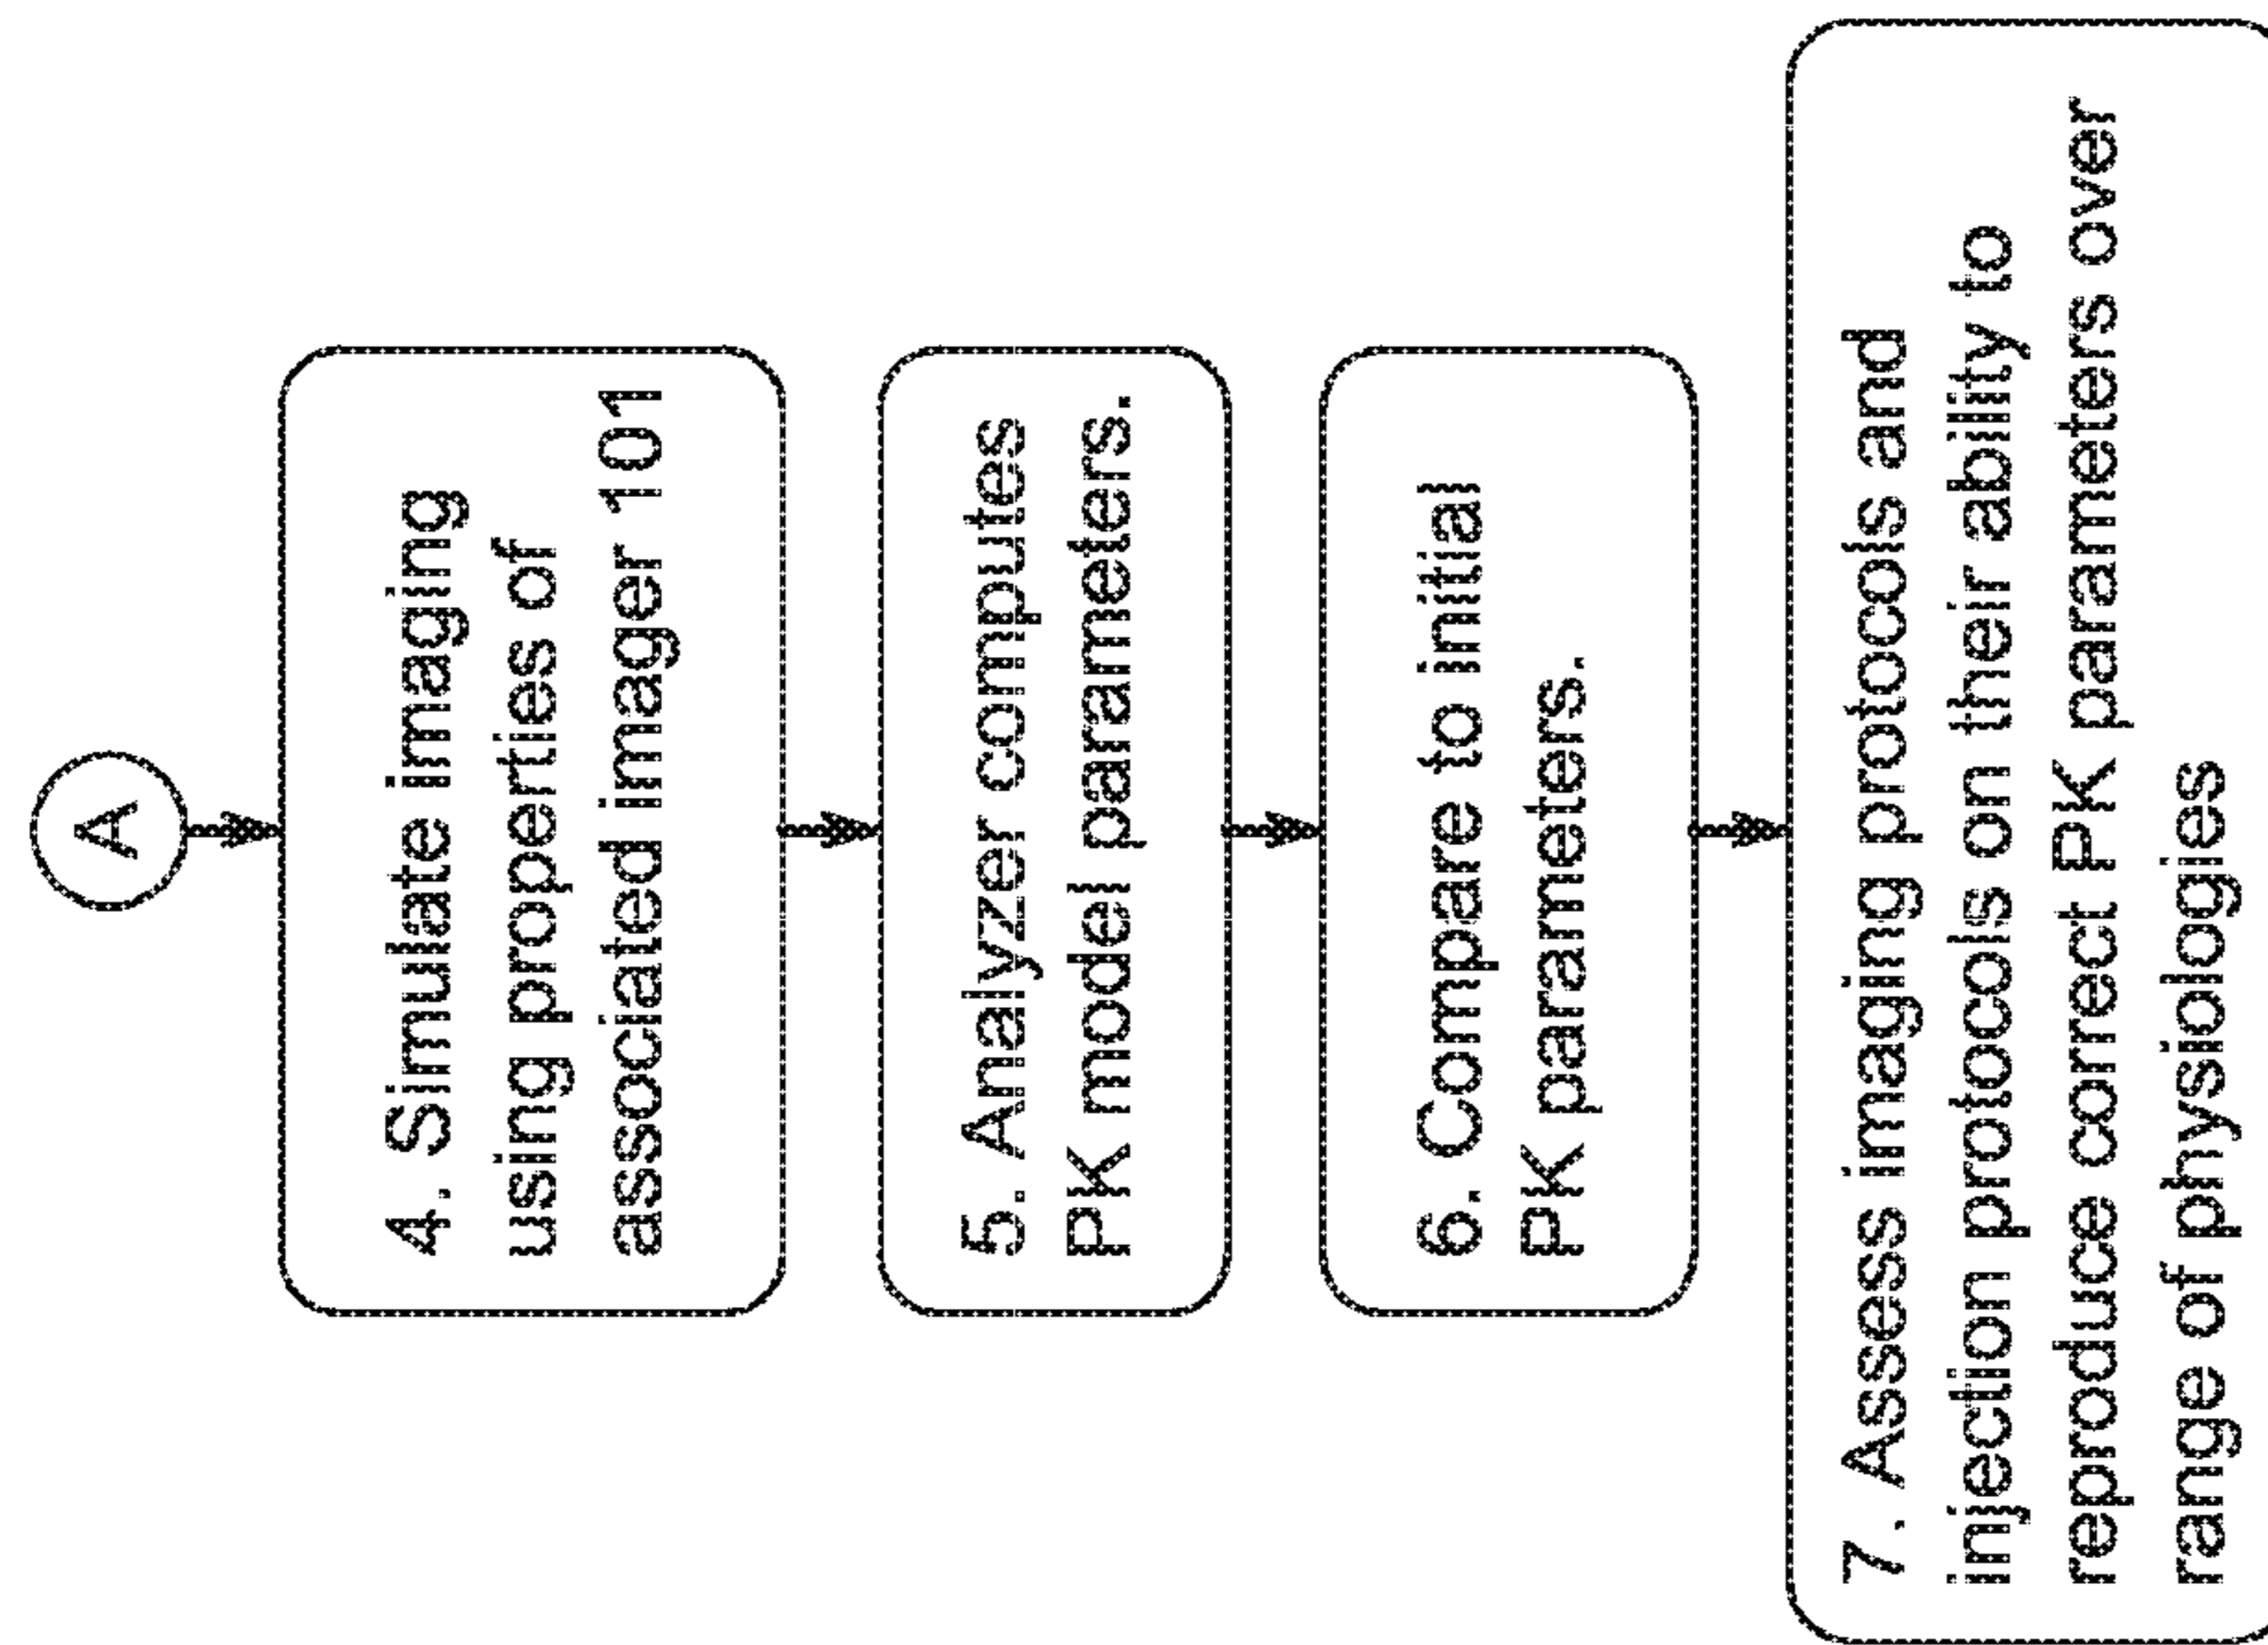 A
4. Simulate imaging
using properties of
associated imager 101
5. Analyzer computes
PK model parameters.
6. Compare to initial
PK parameters.
7. Assess imaging protocols and
injection protocols on their ability to
reproduce correct PK parameters over
range of physiologies